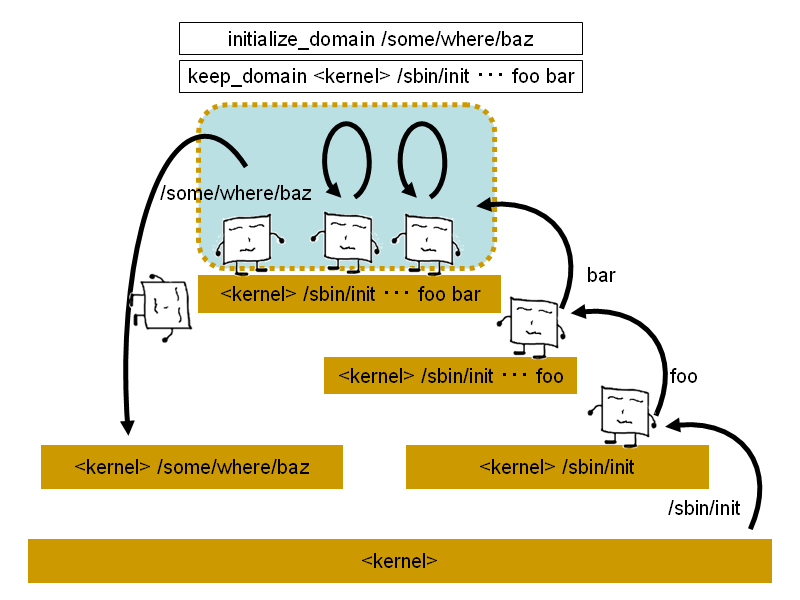 initialize_domain /some/where/baz
keep_domain <kernel> /sbin/init ･･･ foo bar
/some/where/baz
bar
<kernel> /sbin/init ･･･ foo bar
<kernel> /sbin/init ･･･ foo
foo
<kernel> /some/where/baz
<kernel> /sbin/init
/sbin/init
<kernel>